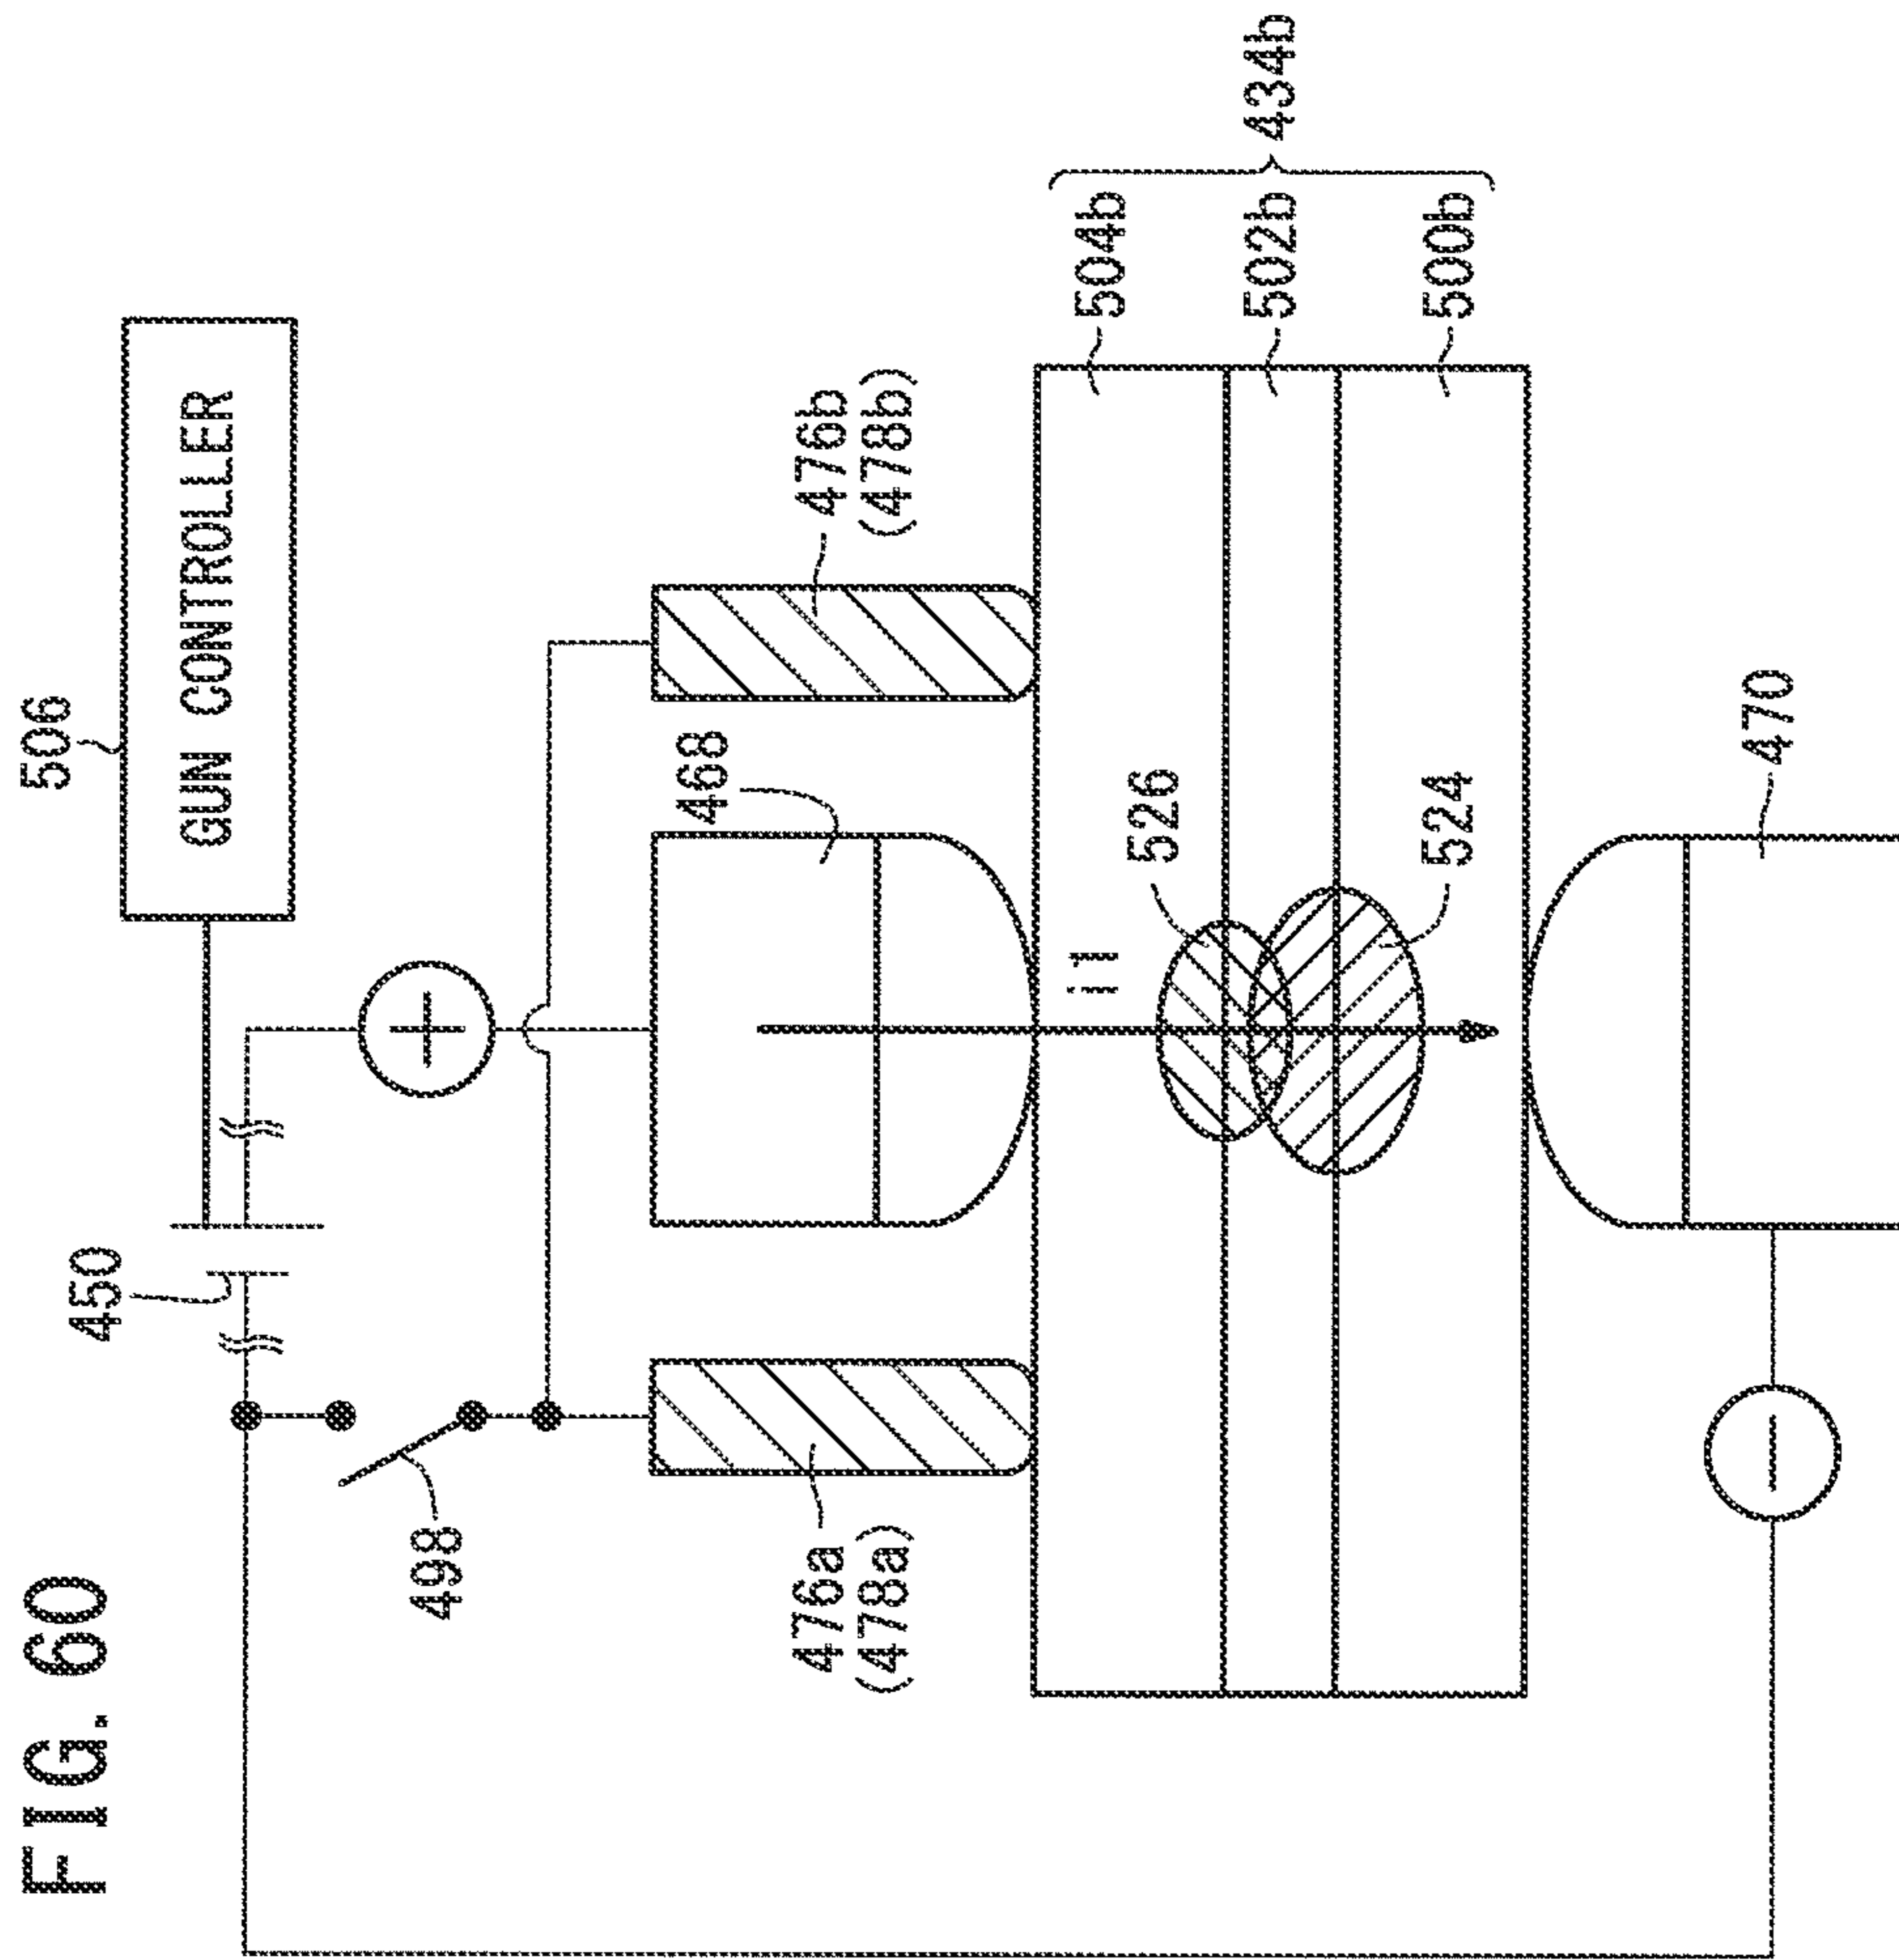 FIG. 60
506
GUN CONTROLLER
450
+
498
468
476a
(478a)
476b
(478b)
i1
526
524
504b
502b
500b
434b
470
−